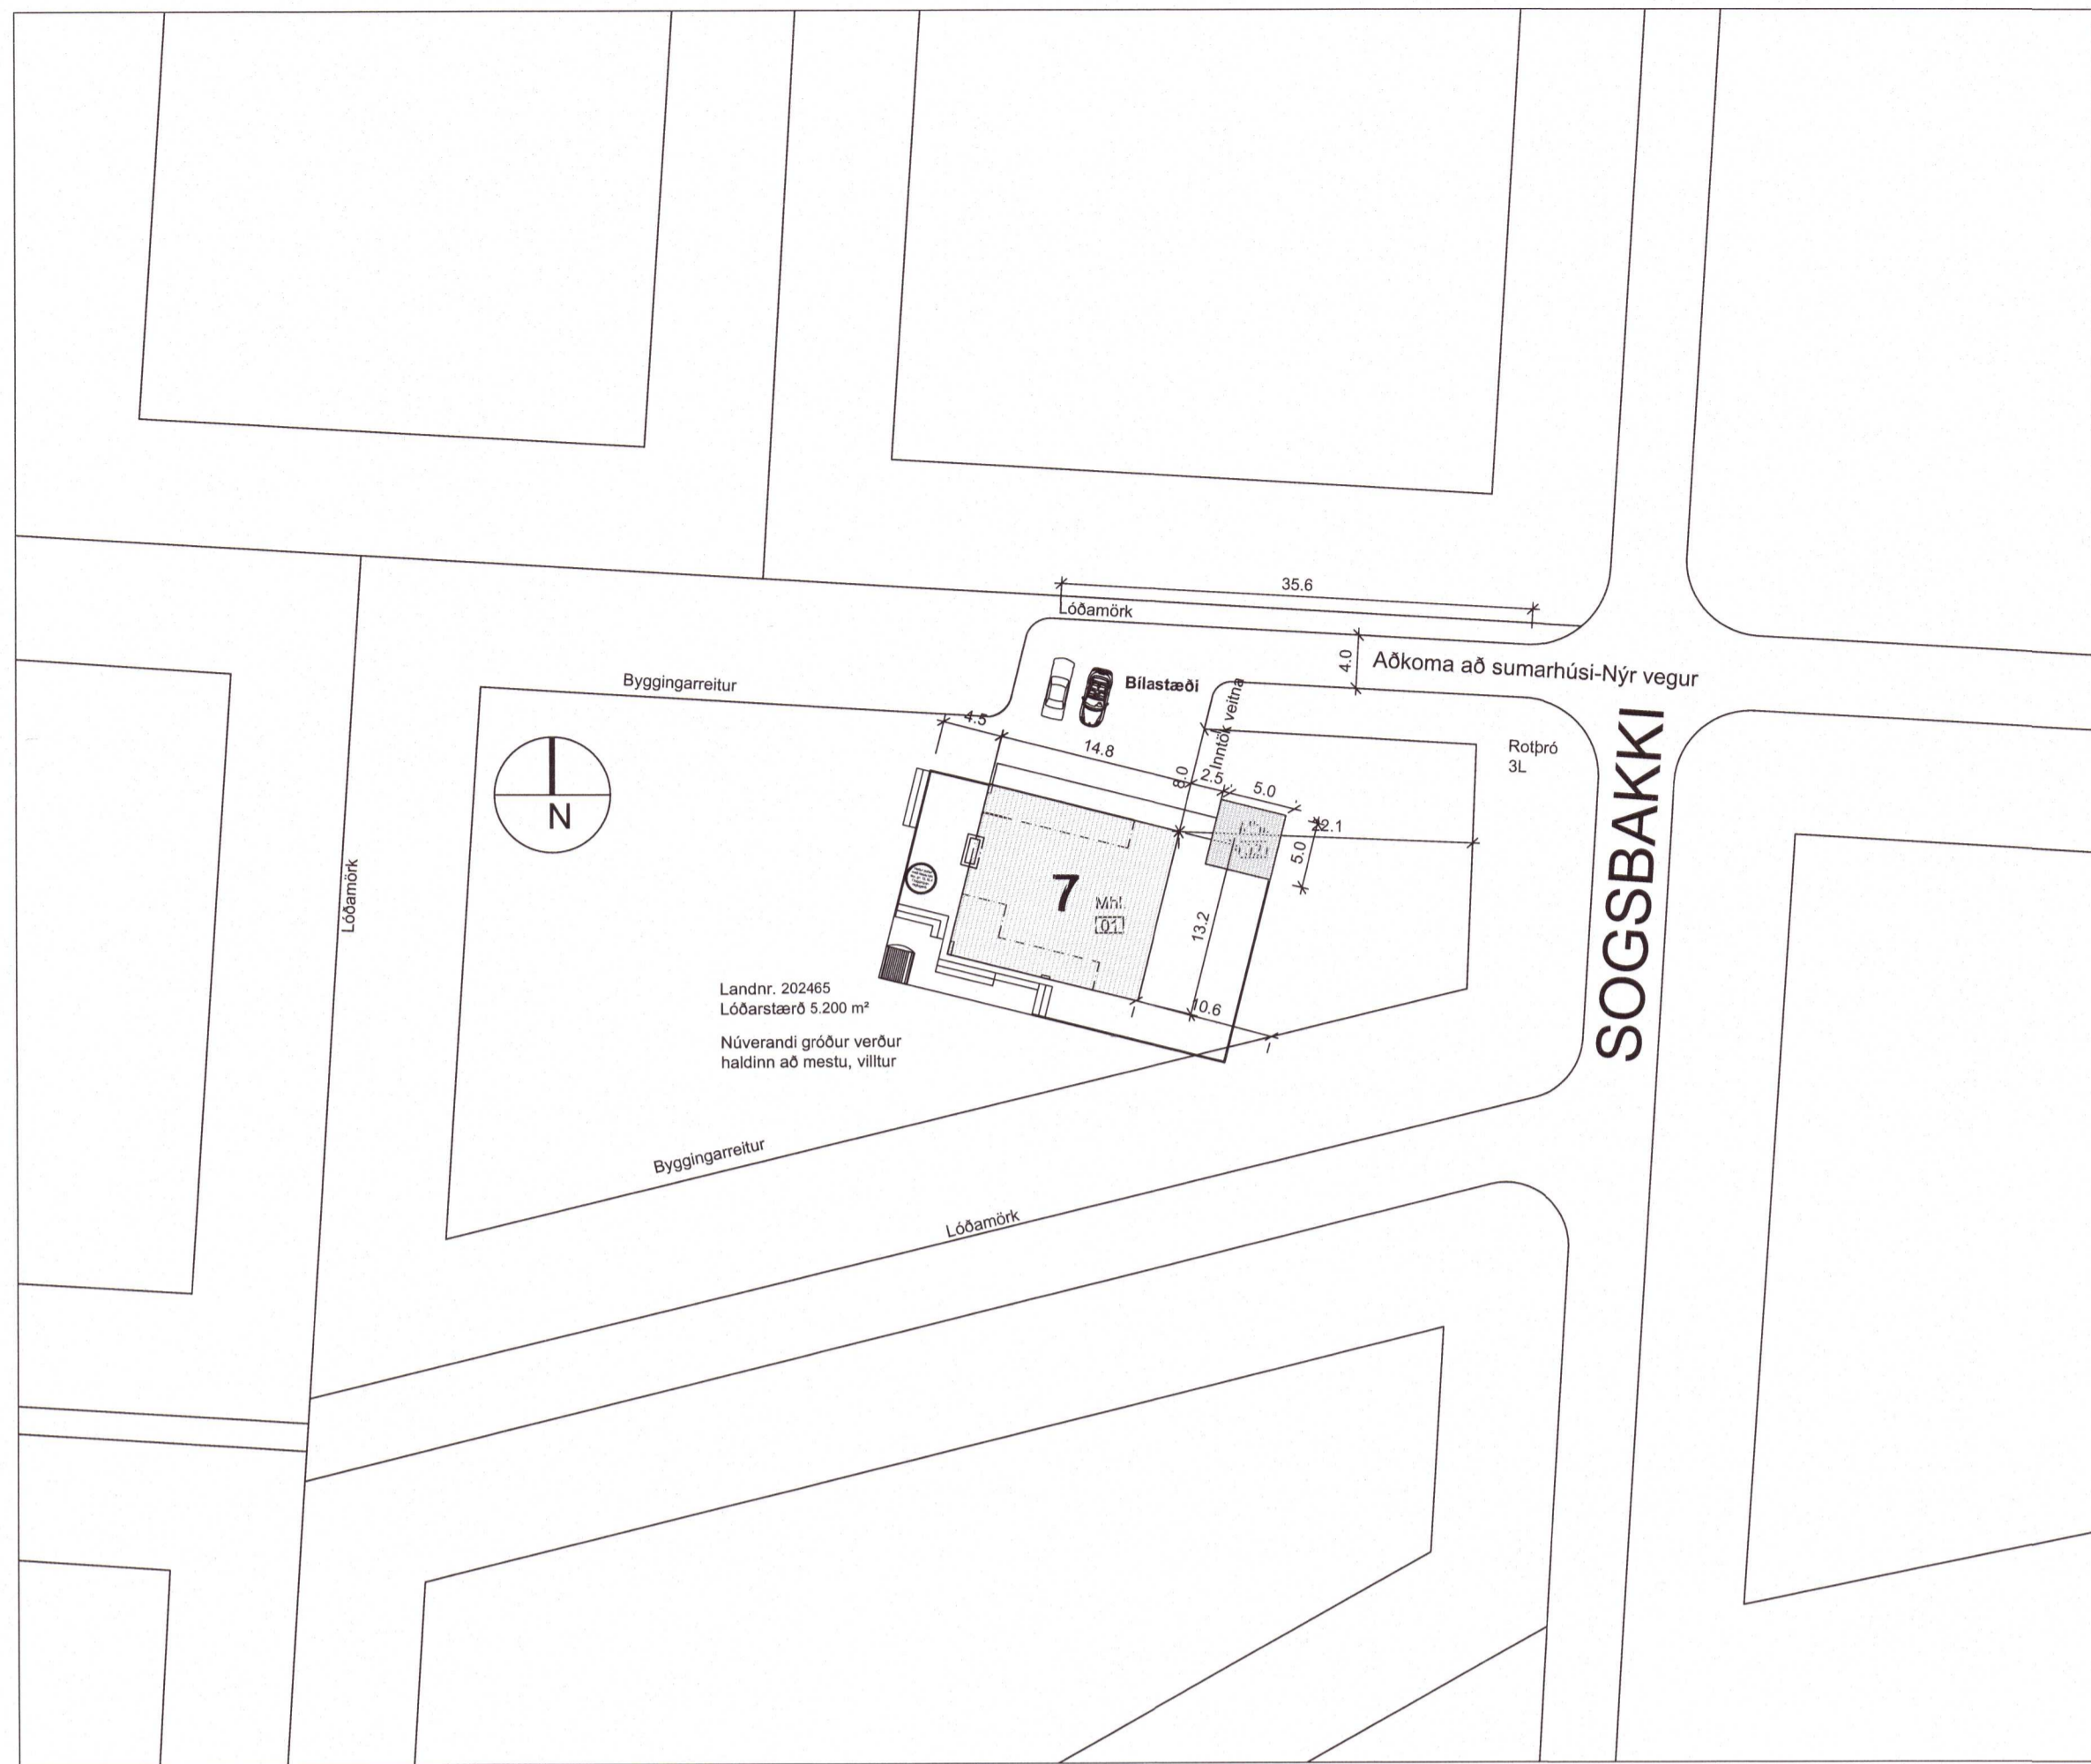 35.6
Lóðamörk
4.0
Aðkoma að sumarhúsi-Nýr vegur
Byggingarreitur
Bílastæði
Inntök veitna
4.5
14.8
8.0
2.5
5.0
Rotþró
3L
22.1
5.0
N
SOGSBAKKI
Lóðamörk
7
Mhl.
01
13.2
10.6
Landnr. 202465
Lóðarstærð 5.200 m²
Núverandi gróður verður
haldinn að mestu, villtur
Byggingarreitur
Lóðamörk